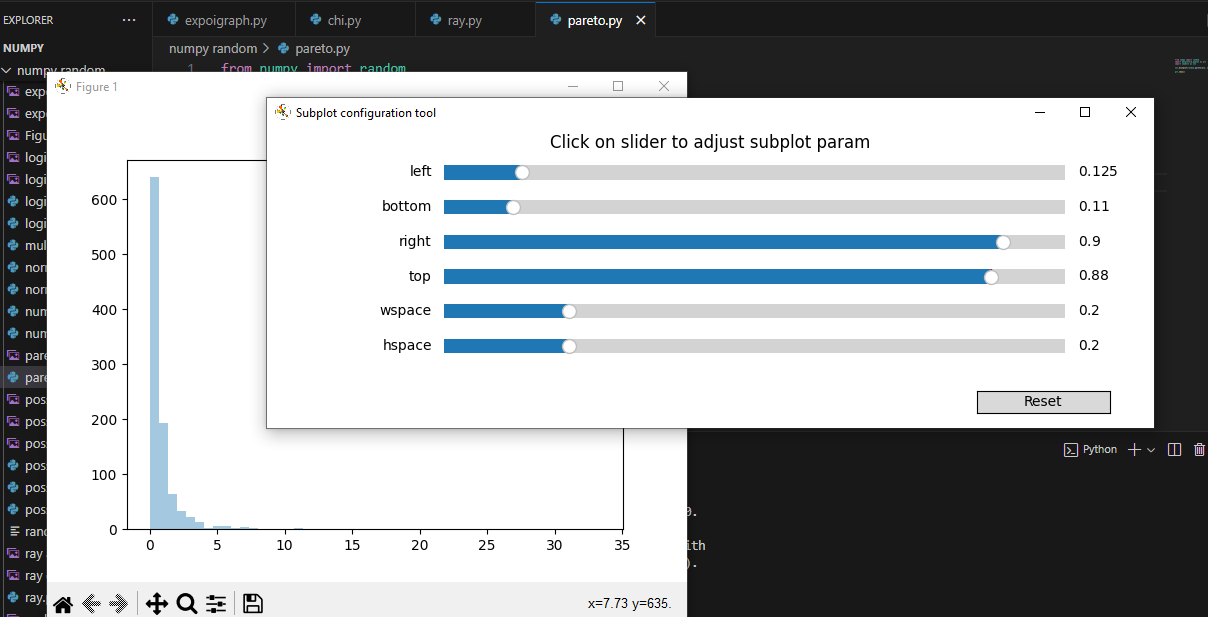 EXPLORER
expoigraph.py
chi.py
ray.py
pareto.py
NUMPY
numpy random > pareto.py
numpy random
1 from numpy import random
Figure 1
Subplot configuration tool
Click on slider to adjust subplot param
left 0.125
bottom 0.11
right 0.9
top 0.88
wspace 0.2
hspace 0.2
Reset
expo
expo
Figu
logi
logi
logi
logi
mul
nor
nor
num
num
pare
pare
pos
pos
pos
pos
pos
pos
rand
ray
ray
ray.
600
500
400
300
200
100
0
0 5 10 15 20 25 30 35
x=7.73 y=635.
Python
ith
).